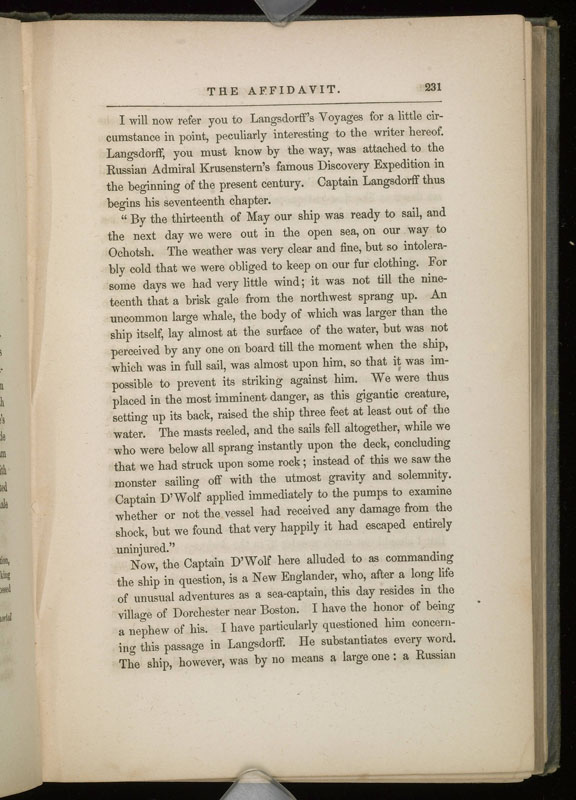 THE AFFIDAVIT. 231
I will now refer you to Langsdorff's Voyages for a little cir-
cumstance in point, peculiarly interesting to the writer hereof.
Langsdorff, you must know by the way, was attached to the
Russian Admiral Krusenstern's famous Discovery Expedition in
the beginning of the present century. Captain Langsdorff thus
begins his seventeenth chapter.
“By the thirteenth of May our ship was ready to sail, and
the next day we were out in the open sea, on our way to
Ochotsh. The weather was very clear and fine, but so intolera-
bly cold that we were obliged to keep on our fur clothing. For
some days we had very little wind; it was not till the nine-
teenth that a brisk gale from the northwest sprang up. An
uncommon large whale, the body of which was larger than the
ship itself, lay almost at the surface of the water, but was not
perceived by any one on board till the moment when the ship,
which was in full sail, was almost upon him, so that it was im-
possible to prevent its striking against him. We were thus
placed in the most imminent danger, as this gigantic creature,
setting up its back, raised the ship three feet at least out of the
water. The masts reeled, and the sails fell altogether, while we
who were below all sprang instantly upon the deck, concluding
that we had struck upon some rock; instead of this we saw the
monster sailing off with the utmost gravity and solemnity.
Captain D'Wolf applied immediately to the pumps to examine
whether or not the vessel had received any damage from the
shock, but we found that very happily it had escaped entirely
uninjured.”
Now, the Captain D'Wolf here alluded to as commanding
the ship in question, is a New Englander, who, after a long life
of unusual adventures as a sea-captain, this day resides in the
village of Dorchester near Boston. I have the honor of being
a nephew of his. I have particularly questioned him concern-
ing this passage in Langsdorff. He substantiates every word.
The ship, however, was by no means a large one: a Russian